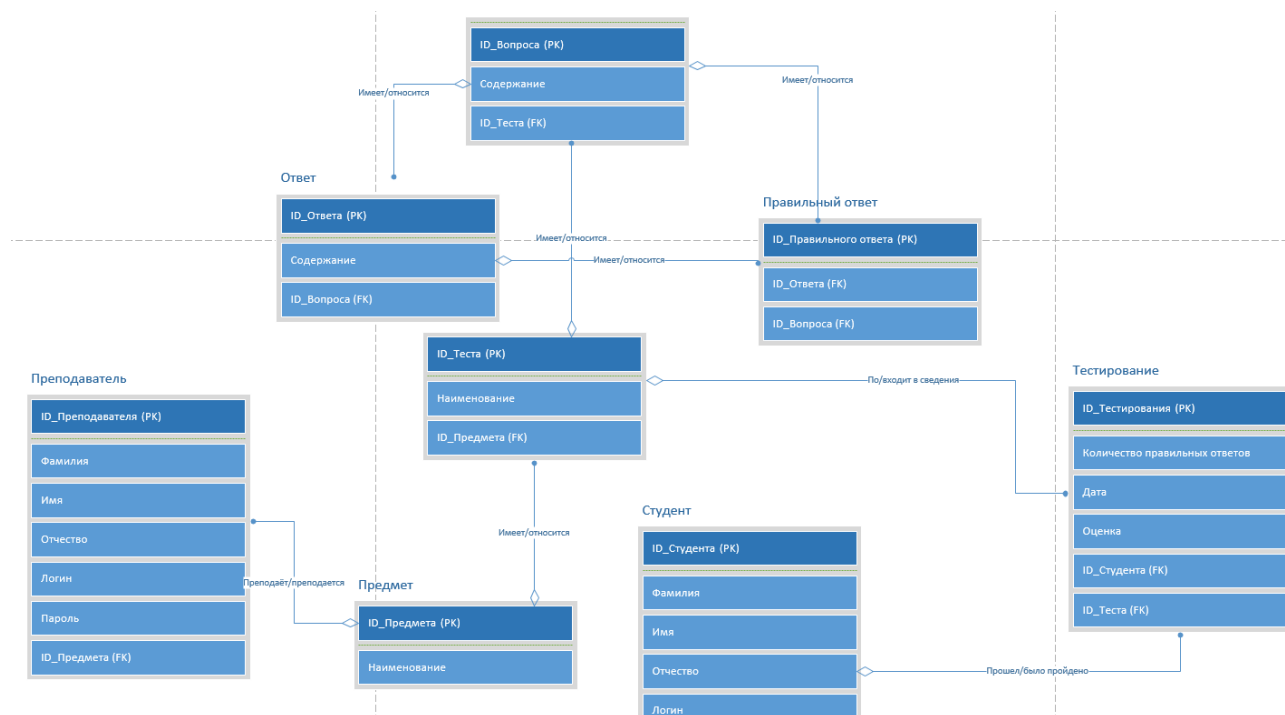 ID_Вопроса (PK)
Содержание
ID_Теста (FK)
Имеет/относится
Имеет/относится
Ответ
ID_Ответа (PK)
Содержание
ID_Вопроса (FK)
Правильный ответ
ID_Правильного ответа (PK)
ID_Ответа (FK)
ID_Вопроса (FK)
Имеет/относится
Имеет/относится
ID_Теста (PK)
Наименование
ID_Предмета (FK)
По/входит в сведения
Преподаватель
ID_Преподавателя (PK)
Фамилия
Имя
Отчество
Логин
Пароль
ID_Предмета (FK)
Преподаёт/преподается
Имеет/относится
Предмет
ID_Предмета (PK)
Наименование
Студент
ID_Студента (PK)
Фамилия
Имя
Отчество
Логин
Прошел/было пройдено
Тестирование
ID_Тестирования (PK)
Количество правильных ответов
Дата
Оценка
ID_Студента (FK)
ID_Теста (FK)